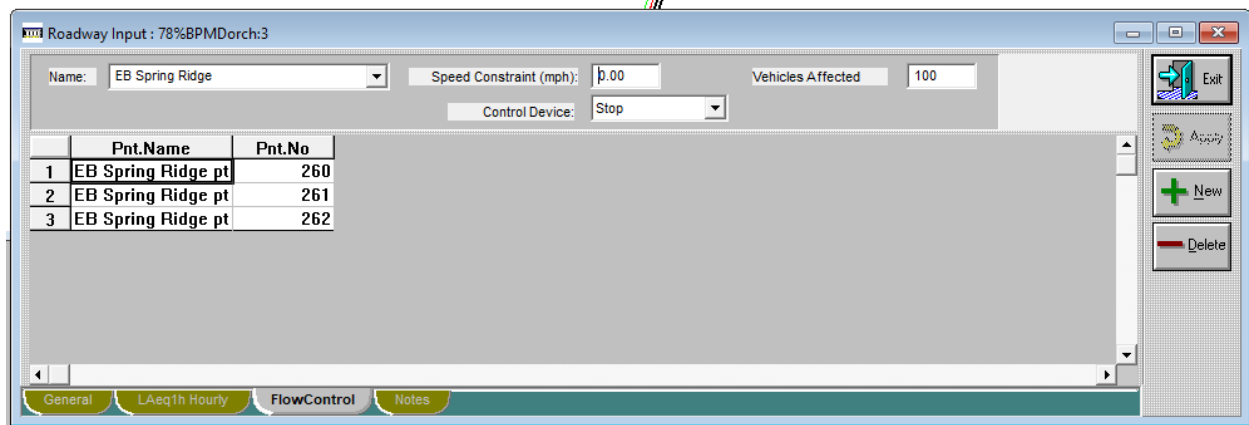 Roadway Input : 78%BPMDorch:3
Name: EB Spring Ridge Speed Constraint (mph): 0.00 Vehicles Affected 100
Control Device: Stop
Exit
Apply
New
Delete
Pnt.Name Pnt.No
1 EB Spring Ridge pt 260
2 EB Spring Ridge pt 261
3 EB Spring Ridge pt 262
General LAeq1h Hourly FlowControl Notes